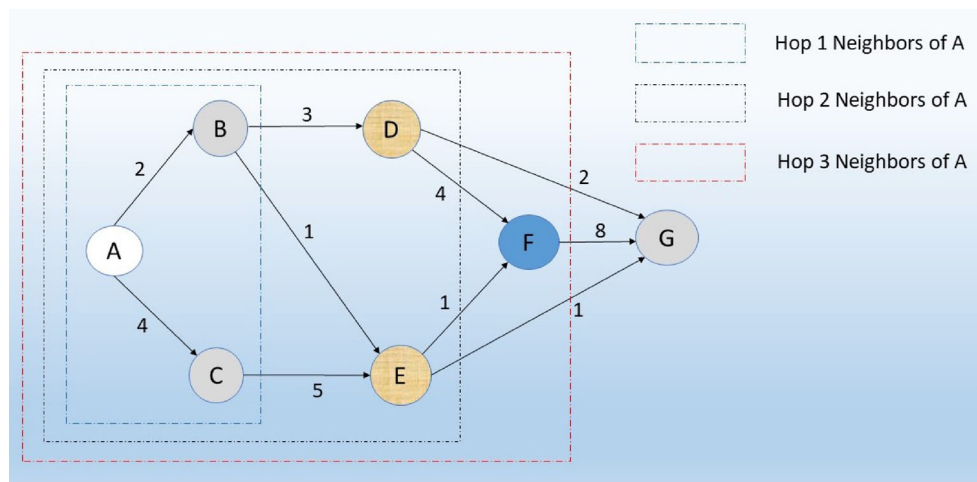 Hop 1 Neighbors of A
Hop 2 Neighbors of A
Hop 3 Neighbors of A
B
3
D
2
4
2
1
A
F
8
G
4
1
1
C
5
E